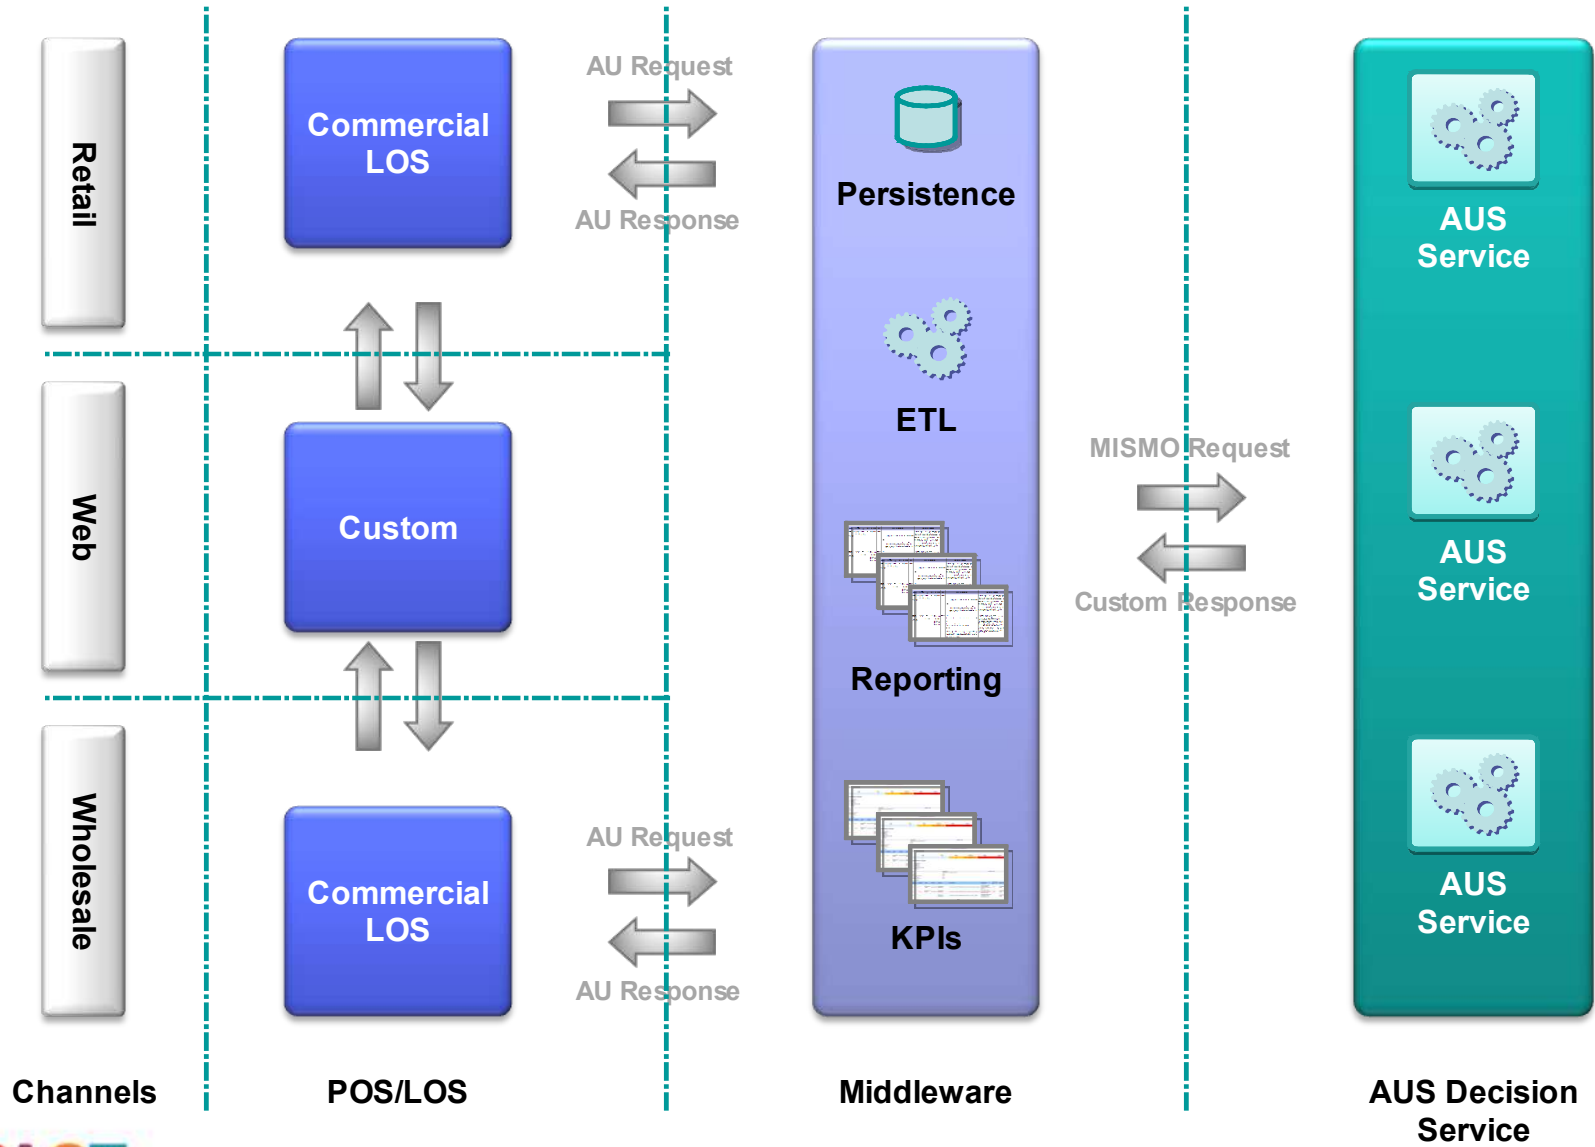 Retail
Commercial
LOS
AU Request
AU Response
Persistence
AUS
Service
ETL
Web
Custom
MISMO Request
Custom Response
AUS
Service
Reporting
Wholesale
Commercial
LOS
AU Request
AU Response
KPIs
AUS
Service
Channels
POS/LOS
Middleware
AUS Decision
Service